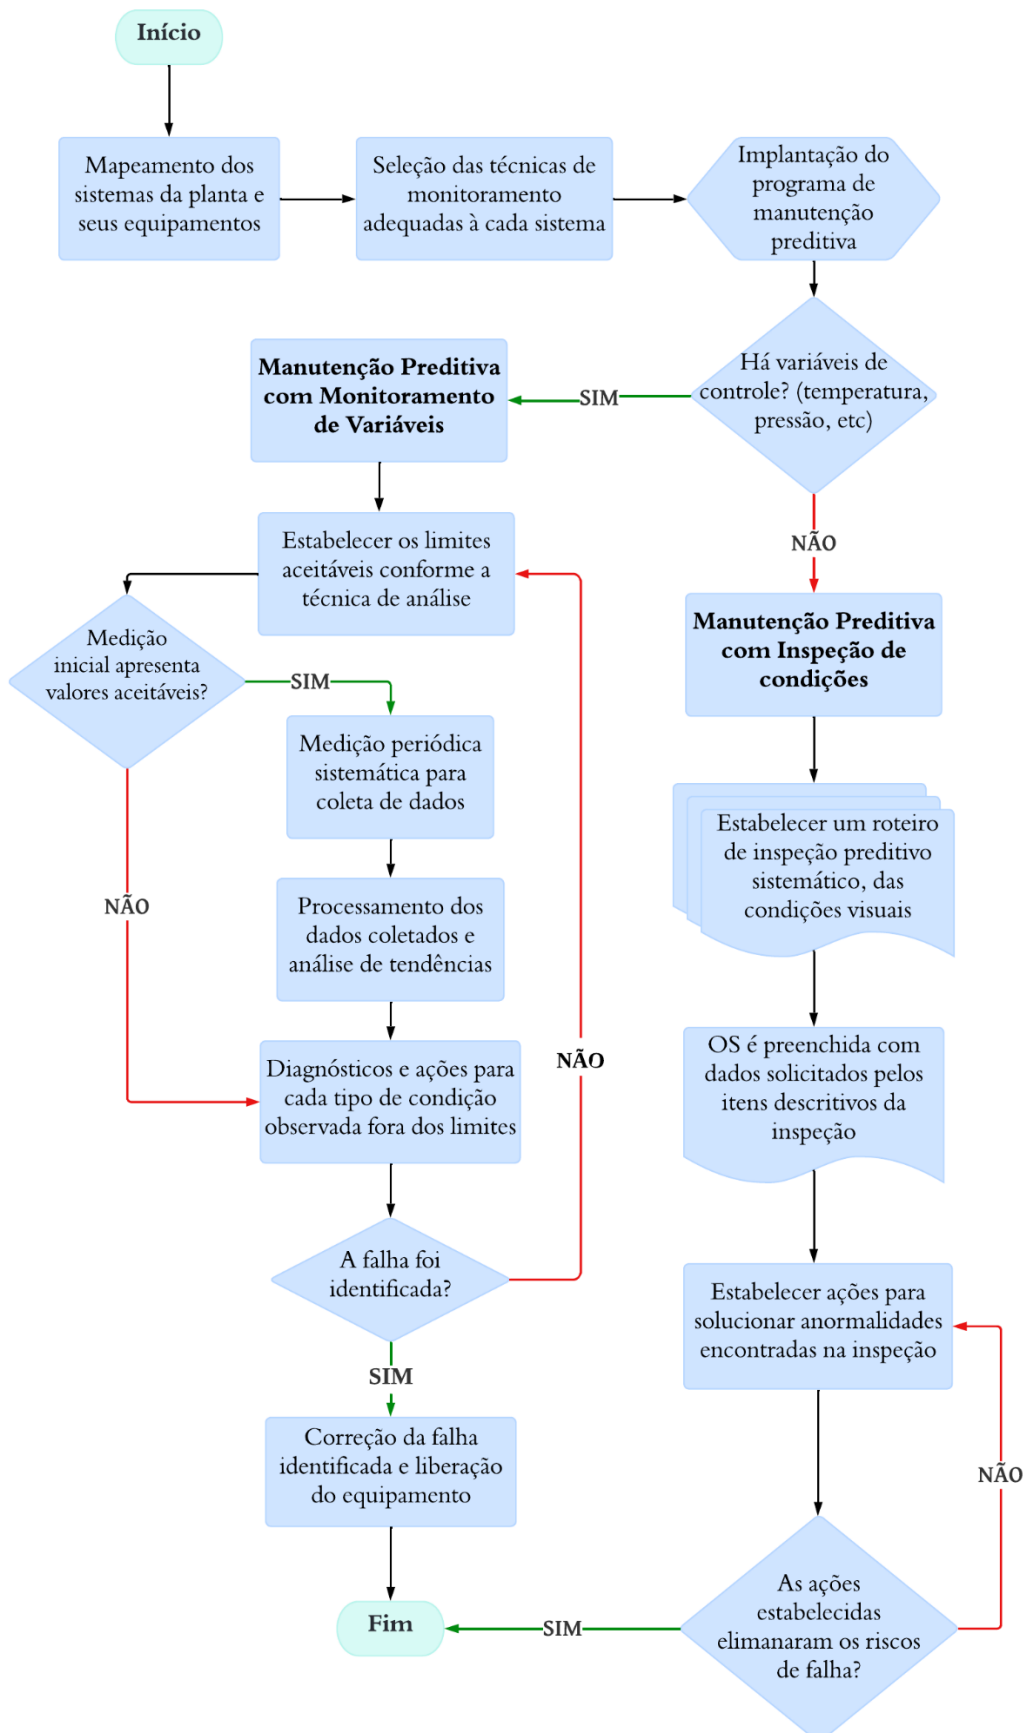 Início
Mapeamento dos
sistemas da planta e
seus equipamentos
Seleção das técnicas de
monitoramento
adequadas à cada sistema
Implantação do
programa de
manutenção
preditiva
Há variáveis de
controle? (temperatura,
pressão, etc)
SIM
Manutenção Preditiva
com Monitoramento
de Variáveis
Estabelecer os limites
aceitáveis conforme a
técnica de análise
Medição
inicial apresenta
valores aceitáveis?
SIM
Medição periódica
sistemática para
coleta de dados
NÃO
Processamento dos
dados coletados e
análise de tendências
Diagnósticos e ações para
cada tipo de condição
observada fora dos limites
NÃO
A falha foi
identificada?
SIM
Correção da falha
identificada e liberação
do equipamento
Fim
NÃO
Manutenção Preditiva
com Inspeção de
condições
Estabelecer um roteiro
de inspeção preditivo
sistemático, das
condições visuais
OS é preenchida com
dados solicitados pelos
itens descritivos da
inspeção
Estabelecer ações para
solucionar anormalidades
encontradas na inspeção
NÃO
As ações
estabelecidas
elimanaram os riscos
de falha?
SIM